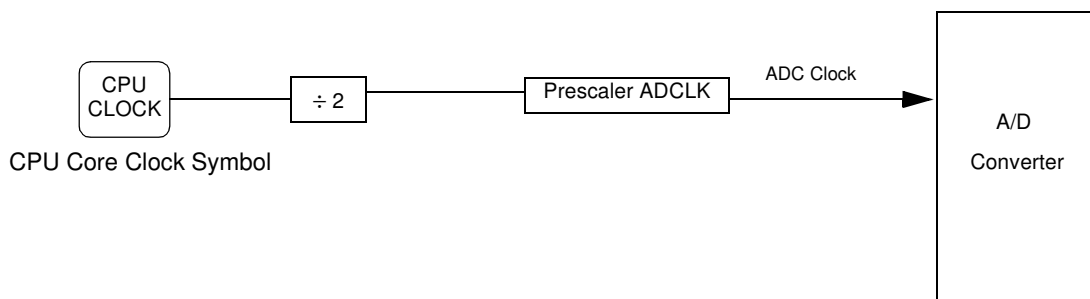 CPU
CLOCK
÷ 2
Prescaler ADCLK
ADC Clock
A/D
Converter
CPU Core Clock Symbol